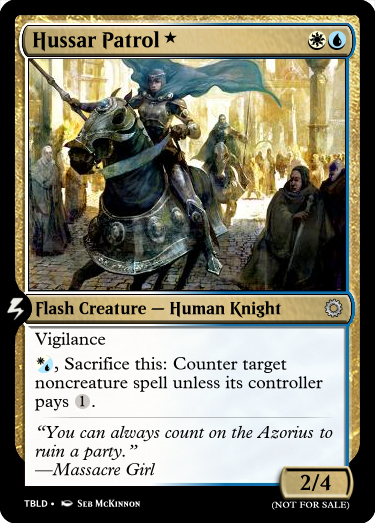 Hussar Patrol ★
Flash Creature — Human Knight
Vigilance
, Sacrifice this: Counter target
noncreature spell unless its controller
pays 1.
“You can always count on the Azorius to
ruin a party.”
—Massacre Girl
2/4
TBLD • Seb McKinnon
(NOT FOR SALE)